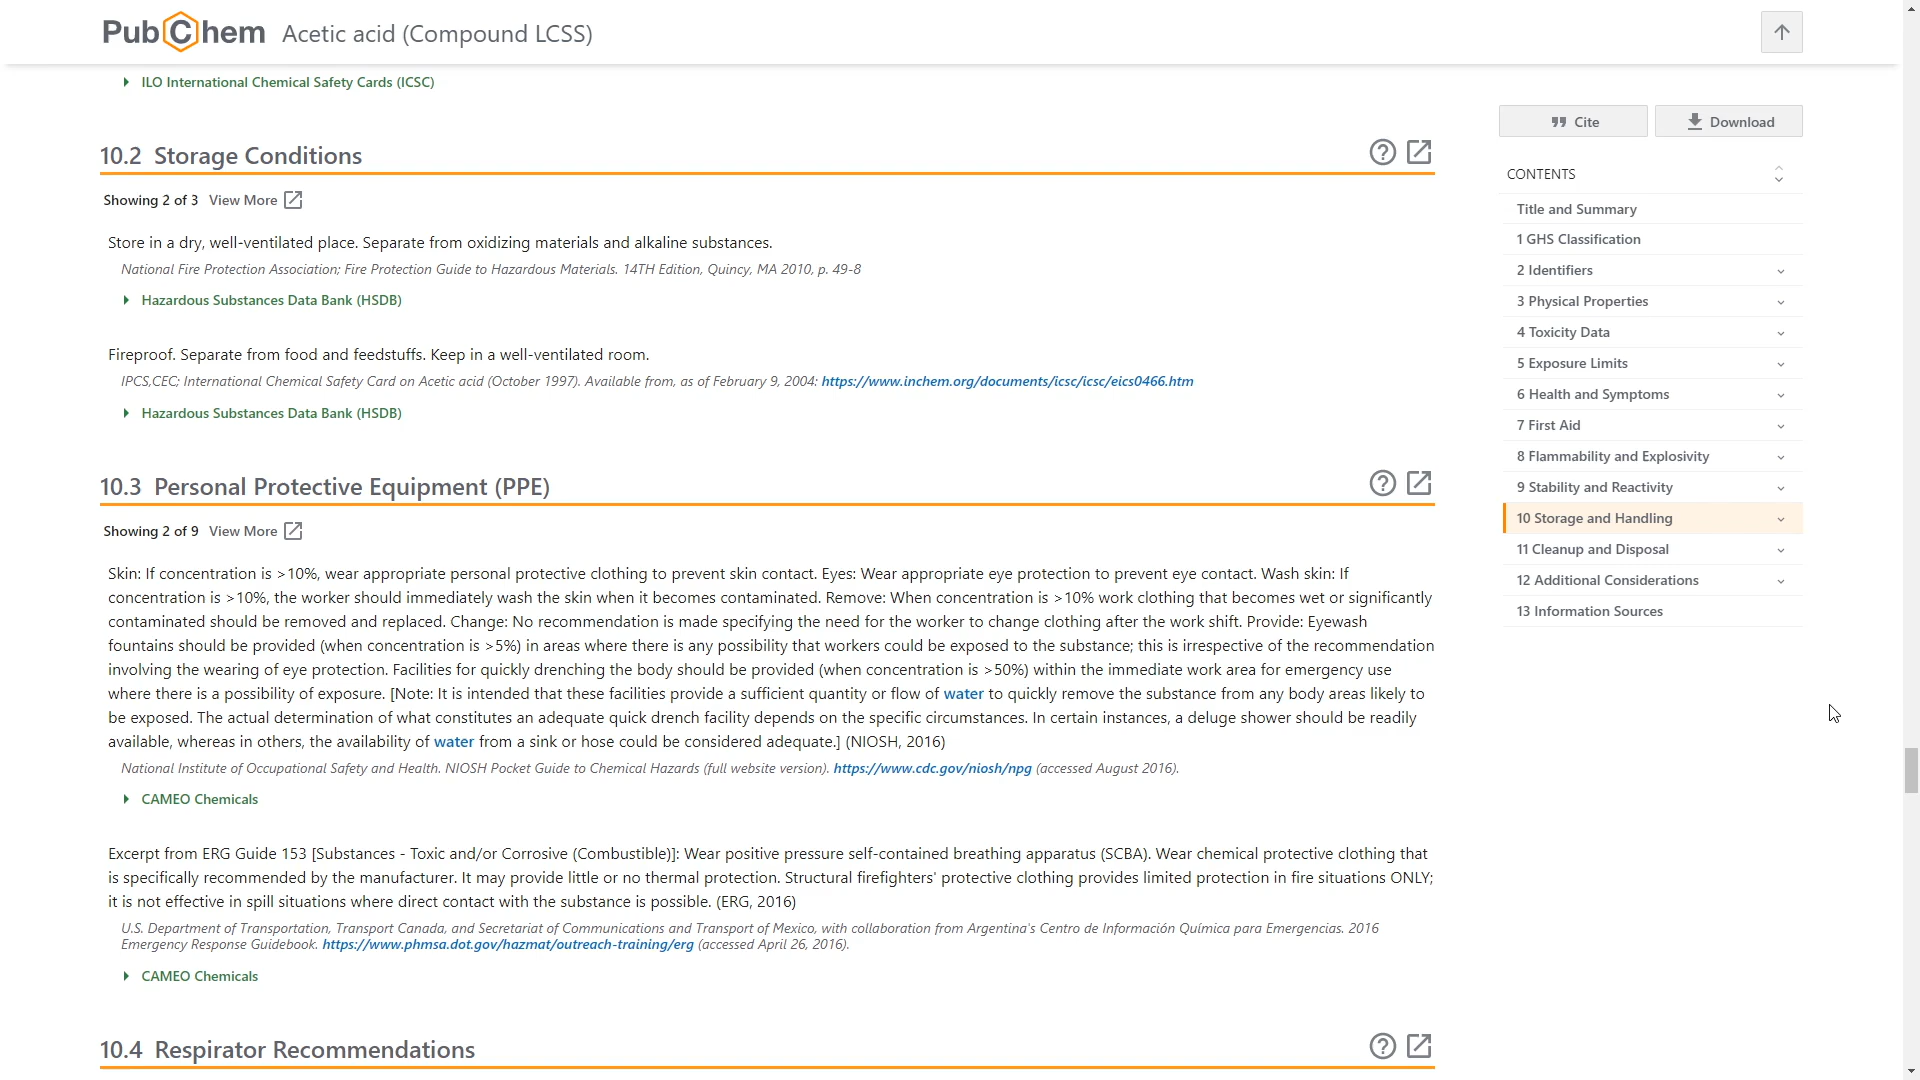 PubChem Acetic acid (Compound LCSS)
ILO International Chemical Safety Cards (ICSC)
10.2 Storage Conditions
Showing 2 of 3 View More
Store in a dry, well-ventilated place. Separate from oxidizing materials and alkaline substances.
National Fire Protection Association; Fire Protection Guide to Hazardous Materials. 14TH Edition, Quincy, MA 2010, p. 49-8
Hazardous Substances Data Bank (HSDB)
Fireproof. Separate from food and feedstuffs. Keep in a well-ventilated room.
IPCS,CEC; International Chemical Safety Card on Acetic acid (October 1997). Available from, as of February 9, 2004: https://www.inchem.org/documents/icsc/icsc/eics0466.htm
Hazardous Substances Data Bank (HSDB)
10.3 Personal Protective Equipment (PPE)
Showing 2 of 9 View More
Skin: If concentration is >10%, wear appropriate personal protective clothing to prevent skin contact. Eyes: Wear appropriate eye protection to prevent eye contact. Wash skin: If
concentration is >10%, the worker should immediately wash the skin when it becomes contaminated. Remove: When concentration is >10% work clothing that becomes wet or significantly
contaminated should be removed and replaced. Change: No recommendation is made specifying the need for the worker to change clothing after the work shift. Provide: Eyewash
fountains should be provided (when concentration is >5%) in areas where there is any possibility that workers could be exposed to the substance; this is irrespective of the recommendation
involving the wearing of eye protection. Facilities for quickly drenching the body should be provided (when concentration is >50%) within the immediate work area for emergency use
where there is a possibility of exposure. [Note: It is intended that these facilities provide a sufficient quantity or flow of water to quickly remove the substance from any body areas likely to
be exposed. The actual determination of what constitutes an adequate quick drench facility depends on the specific circumstances. In certain instances, a deluge shower should be readily
available, whereas in others, the availability of water from a sink or hose could be considered adequate.] (NIOSH, 2016)
National Institute of Occupational Safety and Health. NIOSH Pocket Guide to Chemical Hazards (full website version). https://www.cdc.gov/niosh/npg (accessed August 2016).
CAMEO Chemicals
Excerpt from ERG Guide 153 [Substances - Toxic and/or Corrosive (Combustible)]: Wear positive pressure self-contained breathing apparatus (SCBA). Wear chemical protective clothing that
is specifically recommended by the manufacturer. It may provide little or no thermal protection. Structural firefighters' protective clothing provides limited protection in fire situations ONLY;
it is not effective in spill situations where direct contact with the substance is possible. (ERG, 2016)
U.S. Department of Transportation, Transport Canada, and Secretariat of Communications and Transport of Mexico, with collaboration from Argentina's Centro de Información Química para Emergencias. 2016
Emergency Response Guidebook. https://www.phmsa.dot.gov/hazmat/outreach-training/erg (accessed April 26, 2016).
CAMEO Chemicals
10.4 Respirator Recommendations
Cite
Download
CONTENTS
Title and Summary
1 GHS Classification
2 Identifiers
3 Physical Properties
4 Toxicity Data
5 Exposure Limits
6 Health and Symptoms
7 First Aid
8 Flammability and Explosivity
9 Stability and Reactivity
10 Storage and Handling
11 Cleanup and Disposal
12 Additional Considerations
13 Information Sources